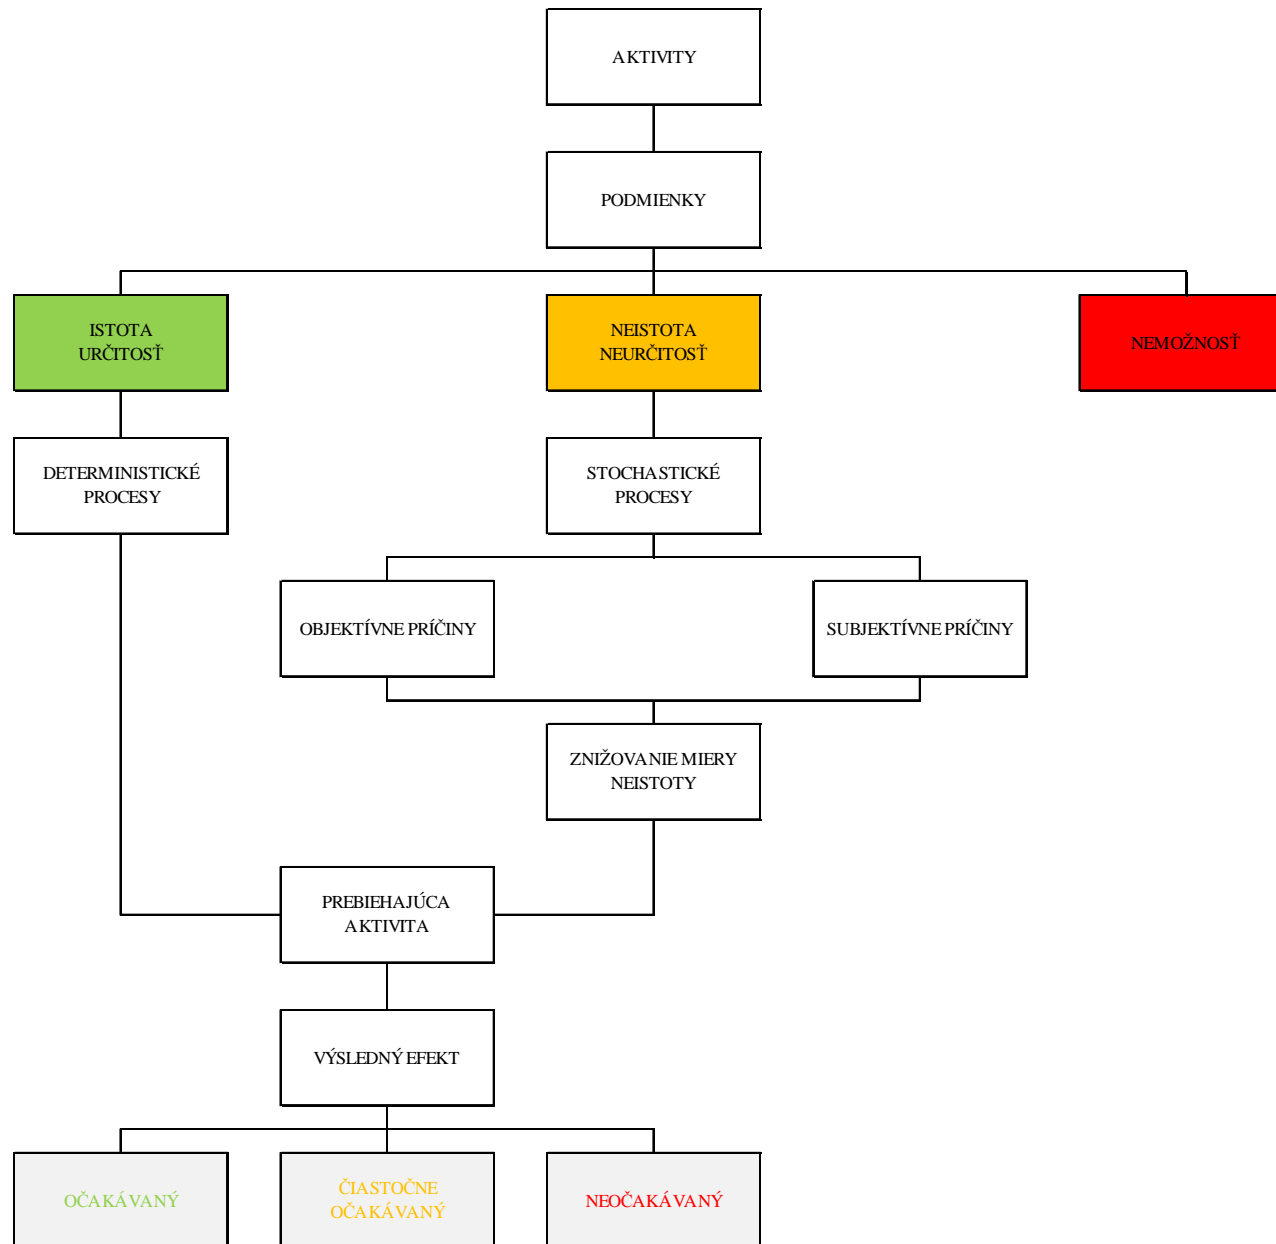 AKTIVITY
PODMIENKY
ISTOTA
URČITOSŤ
NEISTOTA
NEURČITOSŤ
NEMOŽNOSŤ
DETERMINISTICKÉ
PROCESY
STOCHASTICKÉ
PROCESY
OBJEKTÍVNE PRÍČINY
SUBJEKTÍVNE PRÍČINY
ZNIŽOVANIE MIERY
NEISTOTY
PREBIEHAJÚCA
AKTIVITA
VÝSLEDNÝ EFEKT
OČAKÁVANÝ
ČIASTOČNE
OČAKÁVANÝ
NEOČAKÁVANÝ